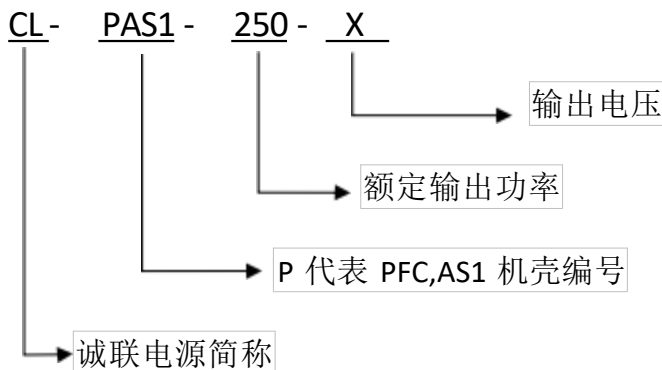 CL- PAS1- 250- X
输出电压
额定输出功率
P 代表 PFC,AS1 机壳编号
诚联电源简称